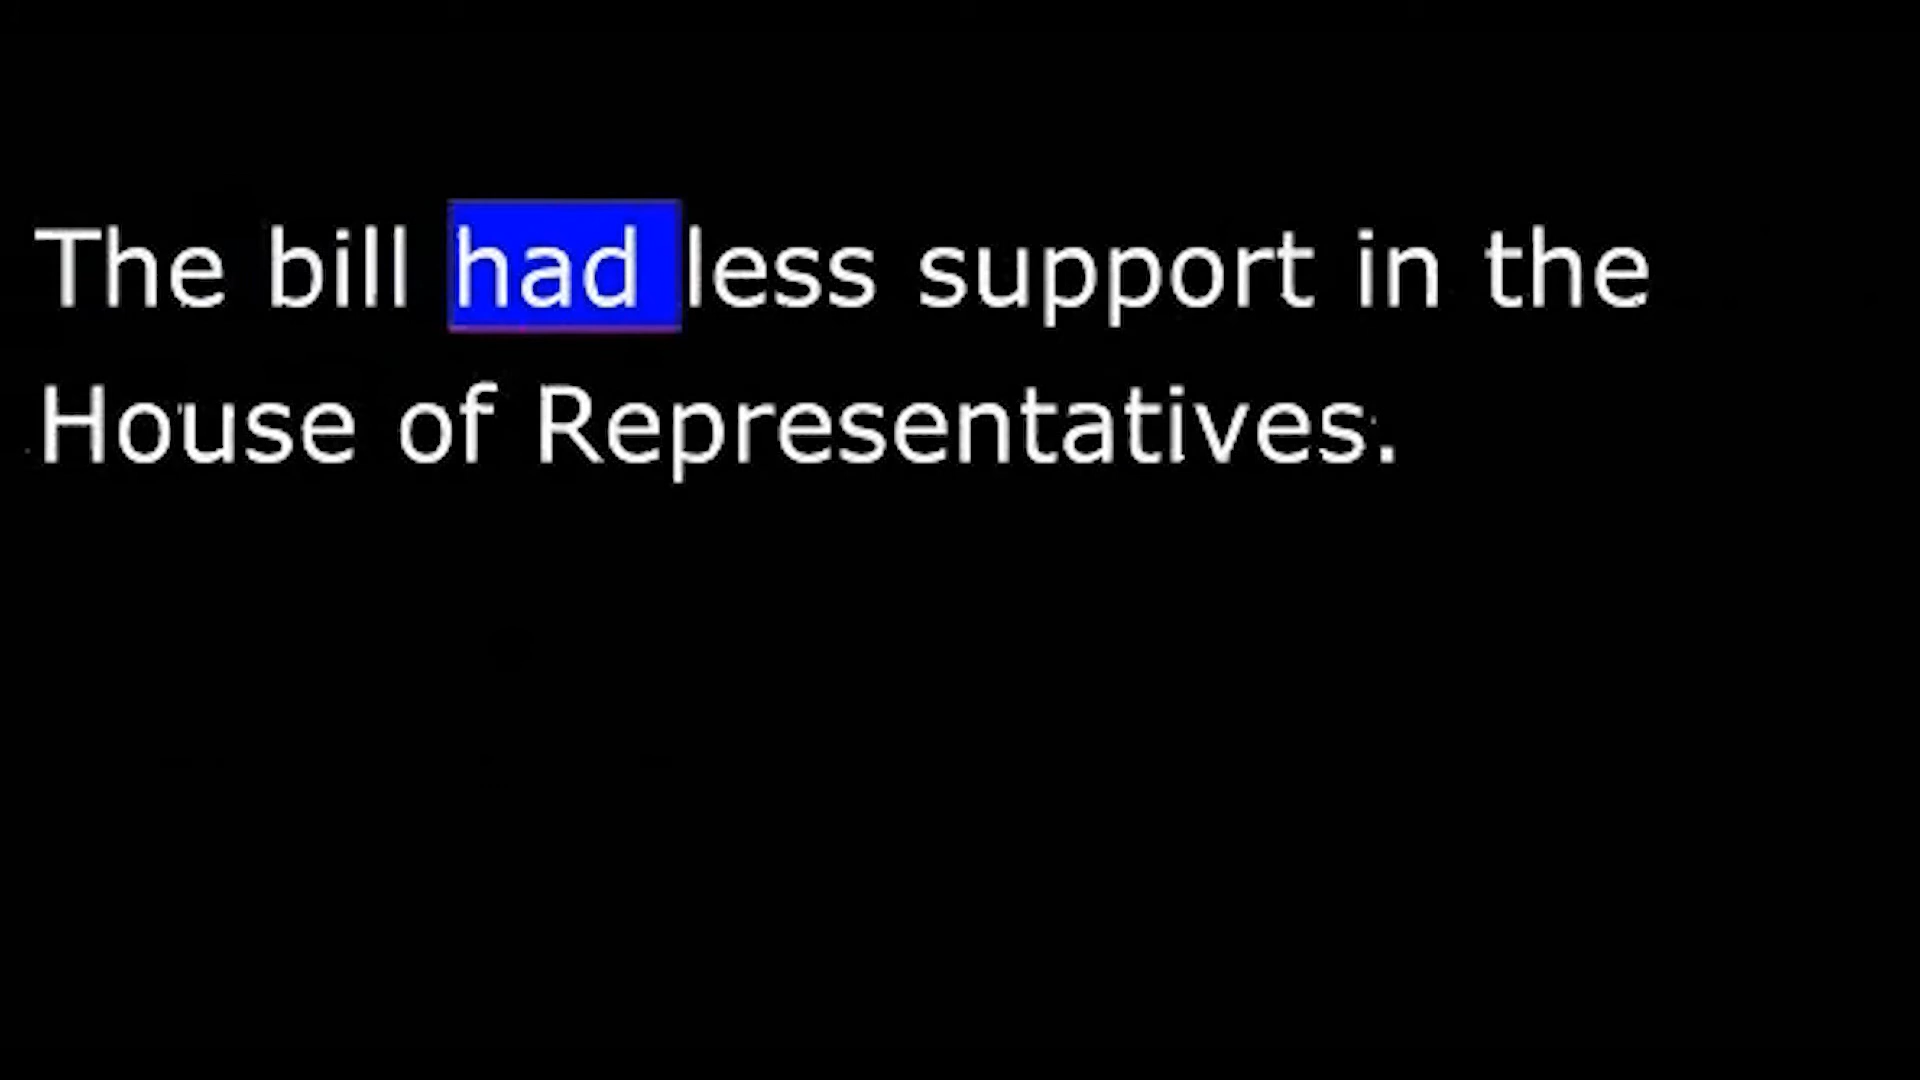 The bill had less support in the
House of Representatives.